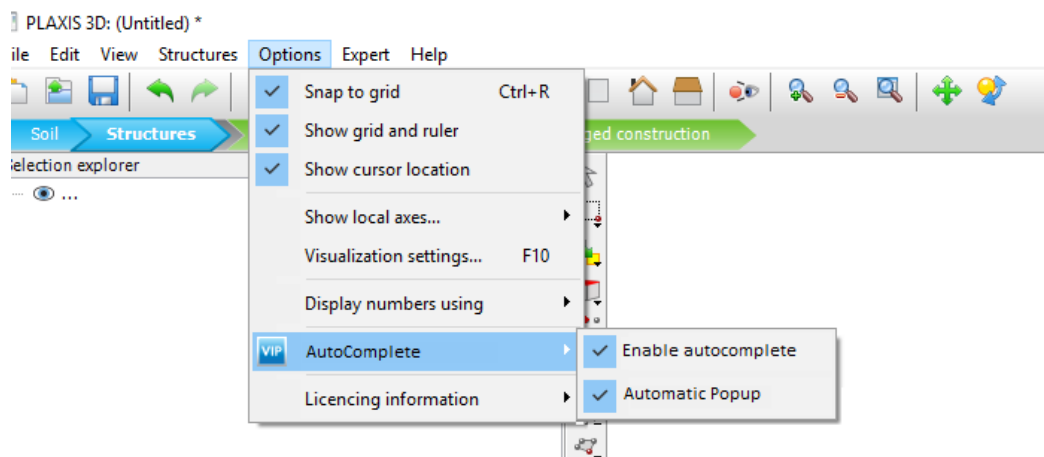 PLAXIS 3D: (Untitled) *
ile Edit View Structures Options Expert Help
Snap to grid Ctrl+R
Soil Structures Show grid and ruler ged construction
election explorer Show cursor location
...
Show local axes...
Visualization settings... F10
Display numbers using
VIP AutoComplete Enable autocomplete
Licencing information Automatic Popup